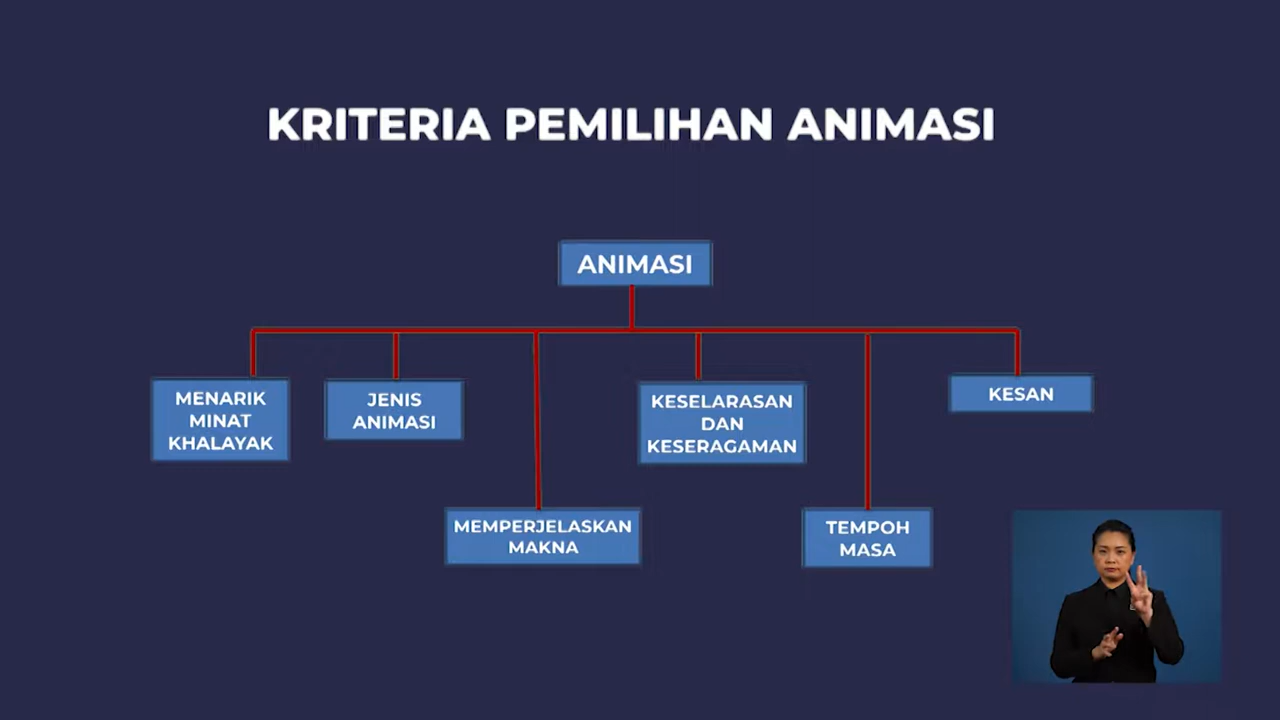 KRITERIA PEMILIHAN ANIMASI
ANIMASI
MENARIK
MINAT
KHALAYAK
JENIS
ANIMASI
MEMPERJELASKAN
MAKNA
KESELARASAN
DAN
KESERAGAMAN
TEMPOH
MASA
KESAN